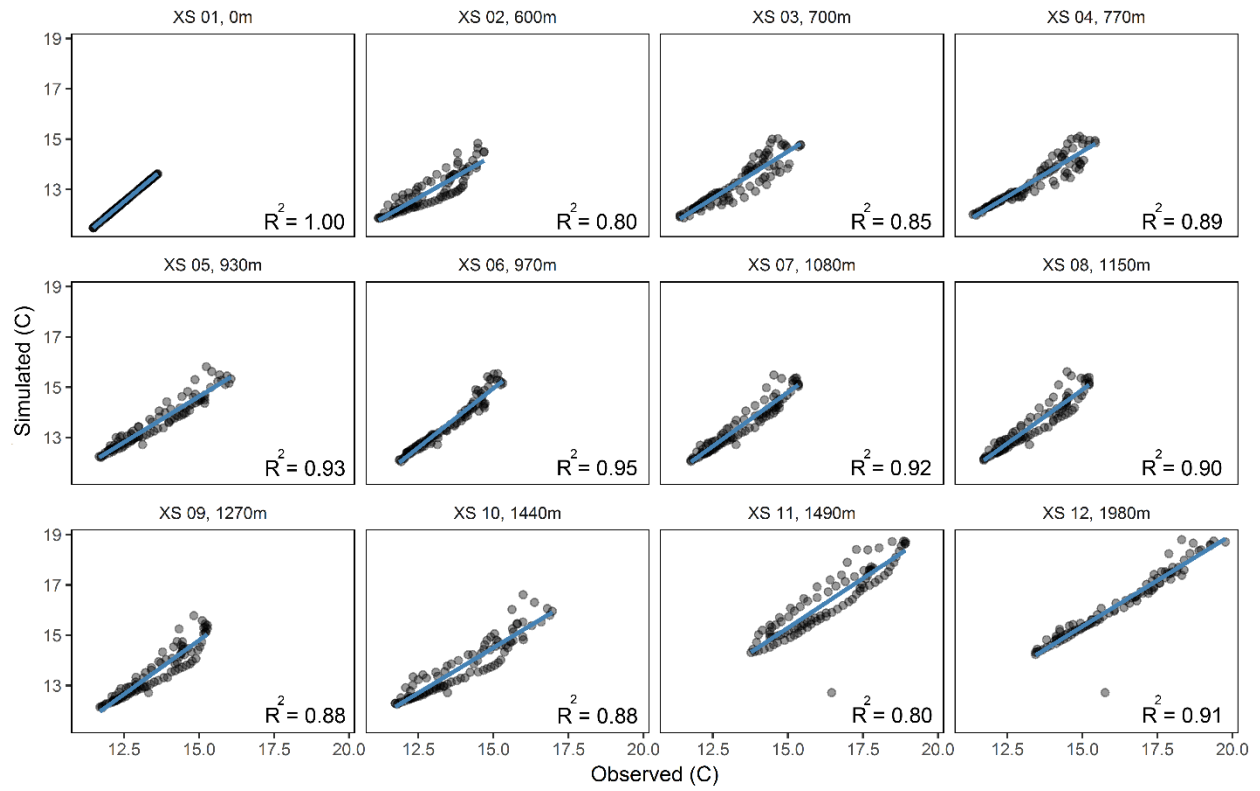 XS 01, 0m XS 02, 600m XS 03, 700m XS 04, 770m
19
17
15
13
R² = 1.00 R² = 0.80 R² = 0.85 R² = 0.89
XS 05, 930m XS 06, 970m XS 07, 1080m XS 08, 1150m
19
17
15
13
Simulated (C)
R² = 0.93 R² = 0.95 R² = 0.92 R² = 0.90
XS 09, 1270m XS 10, 1440m XS 11, 1490m XS 12, 1980m
19
17
15
13
R² = 0.88 R² = 0.88 R² = 0.80 R² = 0.91
12.5 15.0 17.5 20.0 12.5 15.0 17.5 20.0 12.5 15.0 17.5 20.0 12.5 15.0 17.5 20.0
Observed (C)